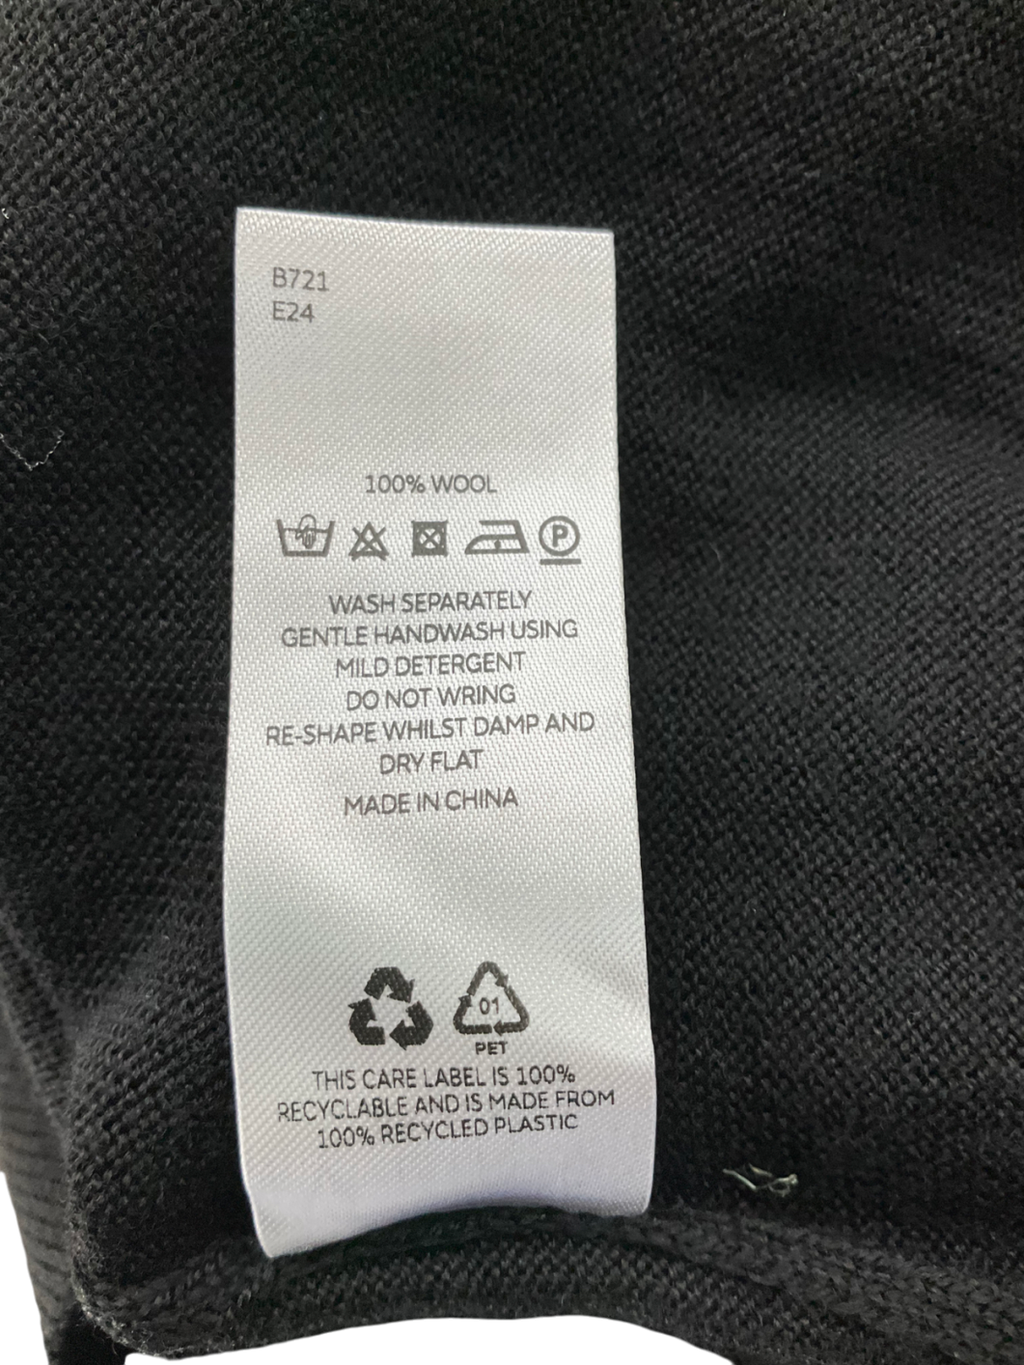 B721
E24
100% WOOL
P
WASH SEPARATELY
GENTLE HANDWASH USING
MILD DETERGENT
DO NOT WRING
RE-SHAPE WHILST DAMP AND
DRY FLAT
MADE IN CHINA
01
PET
THIS CARE LABEL IS 100%
RECYCLABLE AND IS MADE FROM
100% RECYCLED PLASTIC